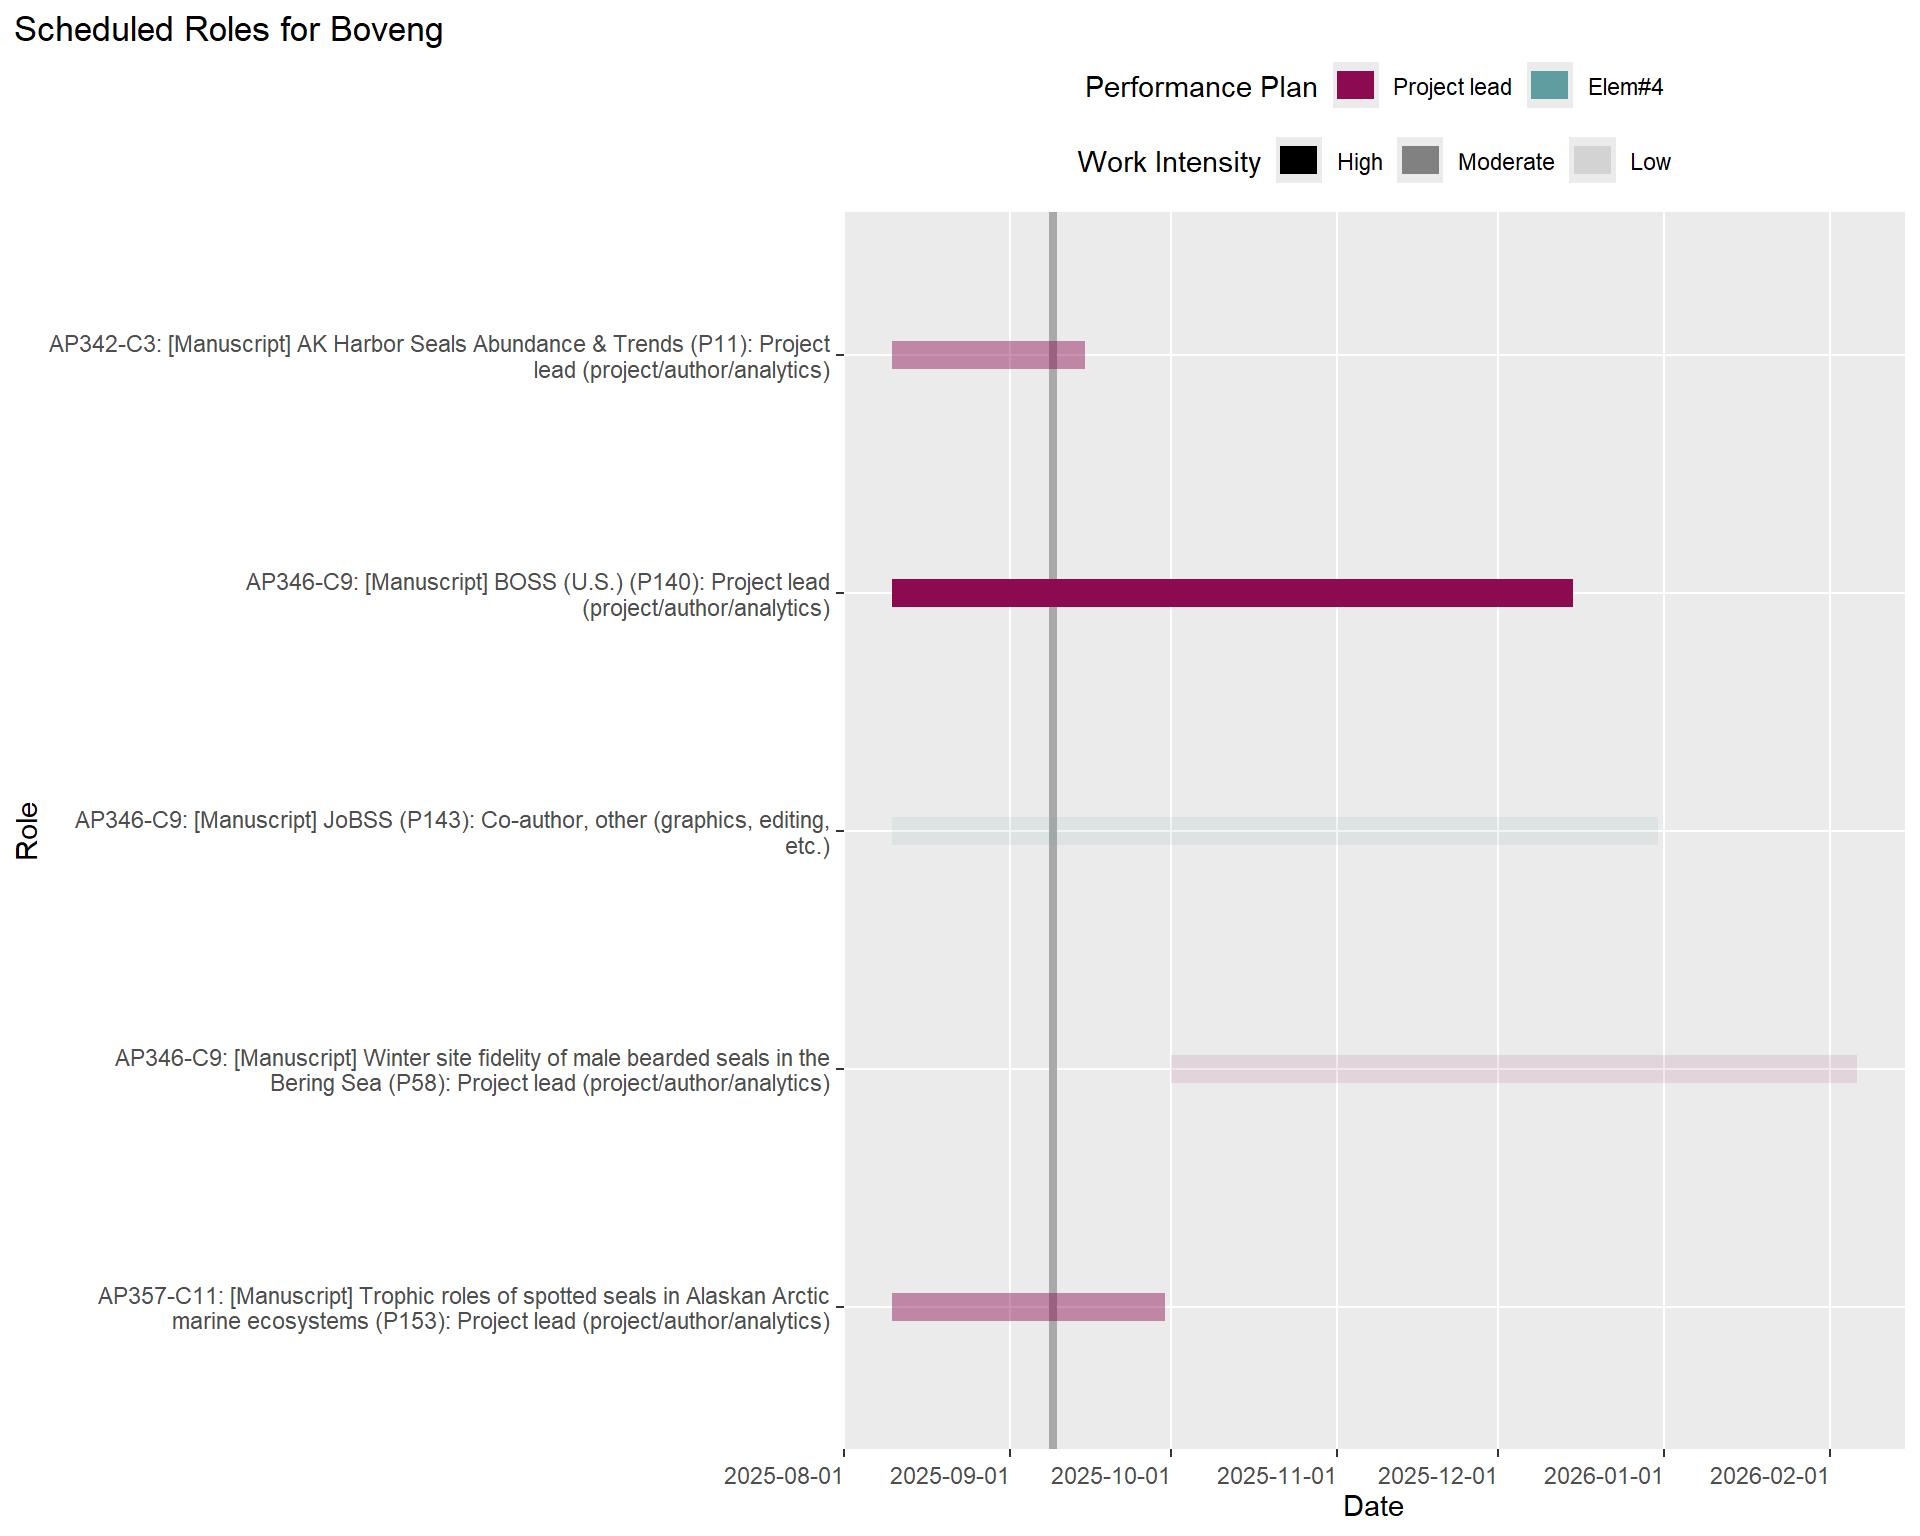 Scheduled Roles for Boveng
Performance Plan Project lead Elem#4
Work Intensity High Moderate Low
AP342-C3: [Manuscript] AK Harbor Seals Abundance & Trends (P11): Project
lead (project/author/analytics)
AP346-C9: [Manuscript] BOSS (U.S.) (P140): Project lead
(project/author/analytics)
AP346-C9: [Manuscript] JoBSS (P143): Co-author, other (graphics, editing,
etc.)
AP346-C9: [Manuscript] Winter site fidelity of male bearded seals in the
Bering Sea (P58): Project lead (project/author/analytics)
AP357-C11: [Manuscript] Trophic roles of spotted seals in Alaskan Arctic
marine ecosystems (P153): Project lead (project/author/analytics)
Role
2025-08-01 2025-09-01 2025-10-01 2025-11-01 2025-12-01 2026-01-01 2026-02-01
Date